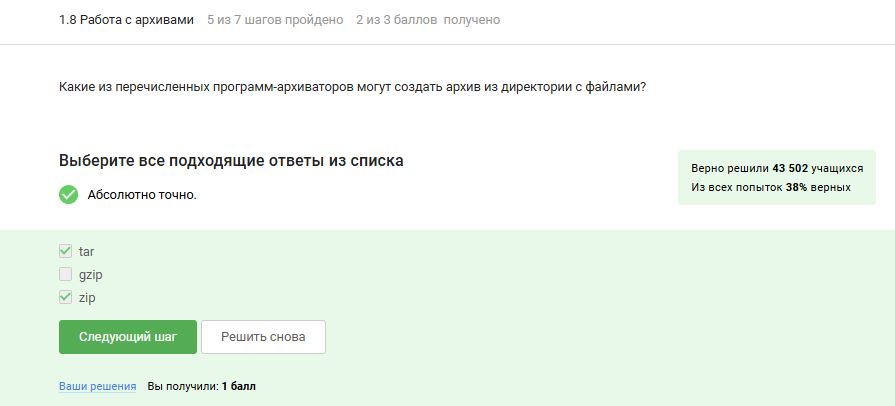 1.8 Работа с архивами 5 из 7 шагов пройдено 2 из 3 баллов получено
Какие из перечисленных программ-архиваторов могут создать архив из директории с файлами?
Выберите все подходящие ответы из списка
Верно решили 43 502 учащихся
Из всех попыток 38% верных
Абсолютно точно.
tar
gzip
zip
Следующий шаг Решить снова
Ваши решения Вы получили: 1 балл